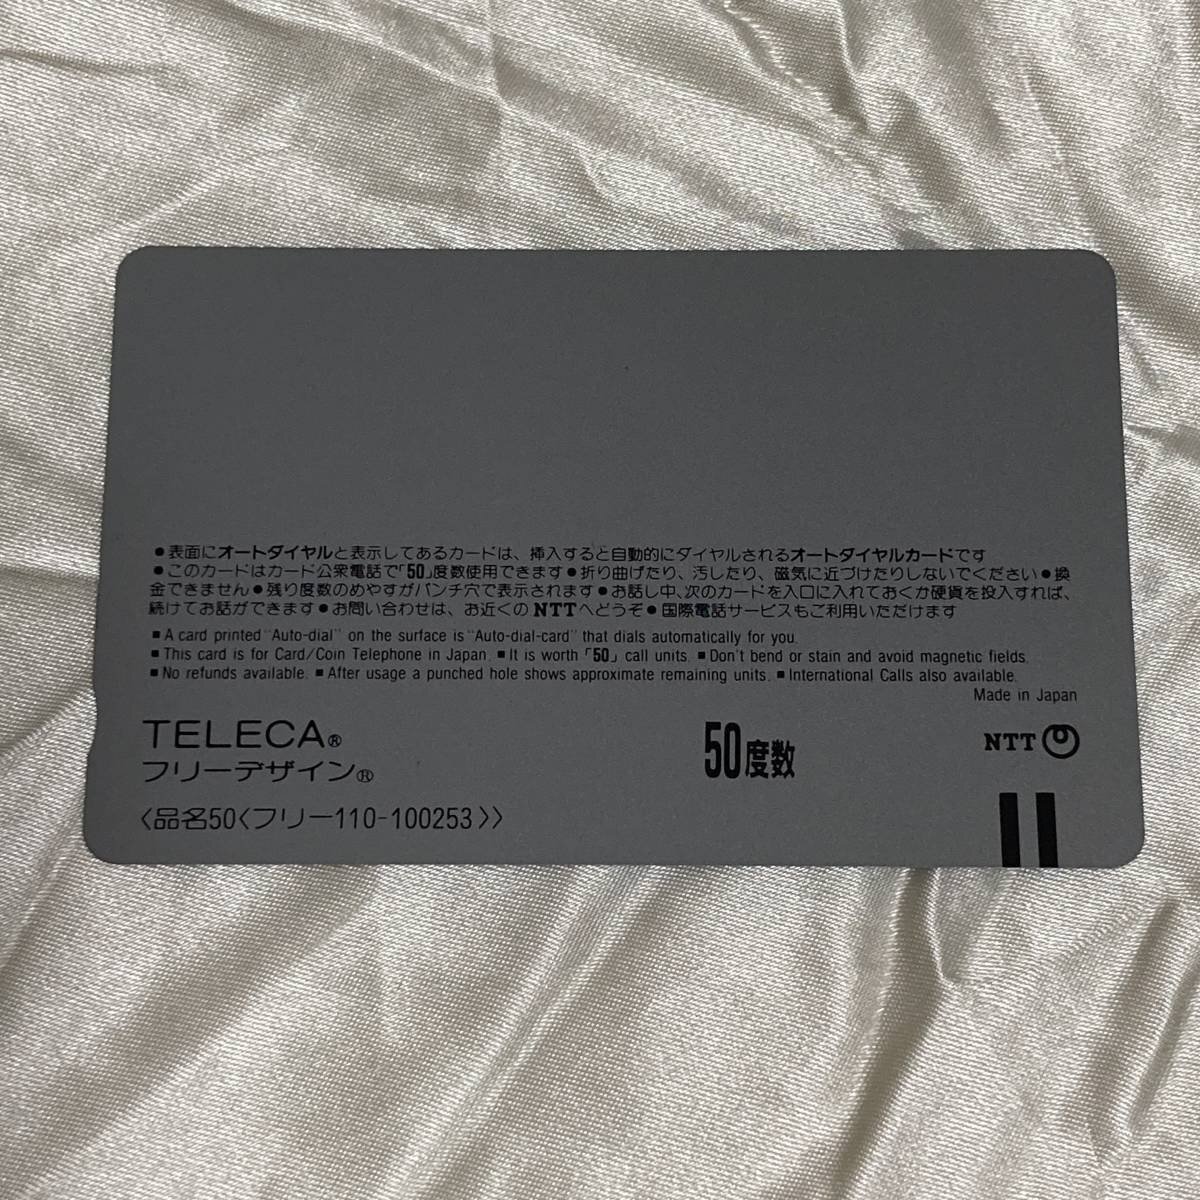 ●表面にオートダイヤルと表示してあるカードは、挿入すると自動的にダイヤルされるオートダイヤルカードです
●このカードはカード公衆電話で「50」度数使用できます●折り曲げたり、汚したり、磁気に近づけたりしないでください●換
金できません●残り度数のめやすがパンチ穴で表示されます●お話し中、次のカードを入口に入れておくか硬貨を投入すれば、
続けてお話ができます●お問い合わせは、お近くのNTTへどうぞ●国際電話サービスもご利用いただけます
■A card printed "Auto-dial" on the surface is "Auto-dial-card" that dials automatically for you.
■This card is for Card/Coin Telephone in Japan.■It is worth「50」call units.■Don't bend or stain and avoid magnetic fields.
■No refunds available.■After usage a punched hole shows approximate remaining units.■International Calls also available.
Made in Japan
TELECA®
フリーデザイン®
50度数
NTT
〈品名50〈フリー110-100253〉〉